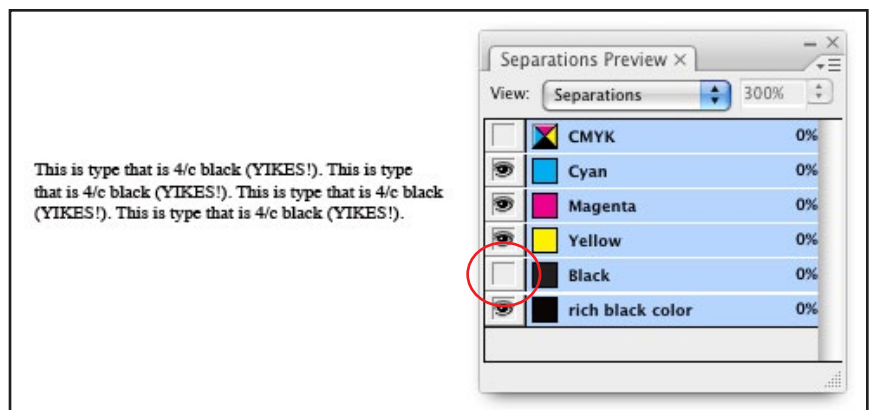 Separations Preview ×
View: Separations 300%
CMYK 0%
Cyan 0%
This is type that is 4/c black (YIKES!). This is type
that is 4/c black (YIKES!). This is type that is 4/c black
(YIKES!). This is type that is 4/c black (YIKES!).
Magenta 0%
Yellow 0%
Black 0%
rich black color 0%